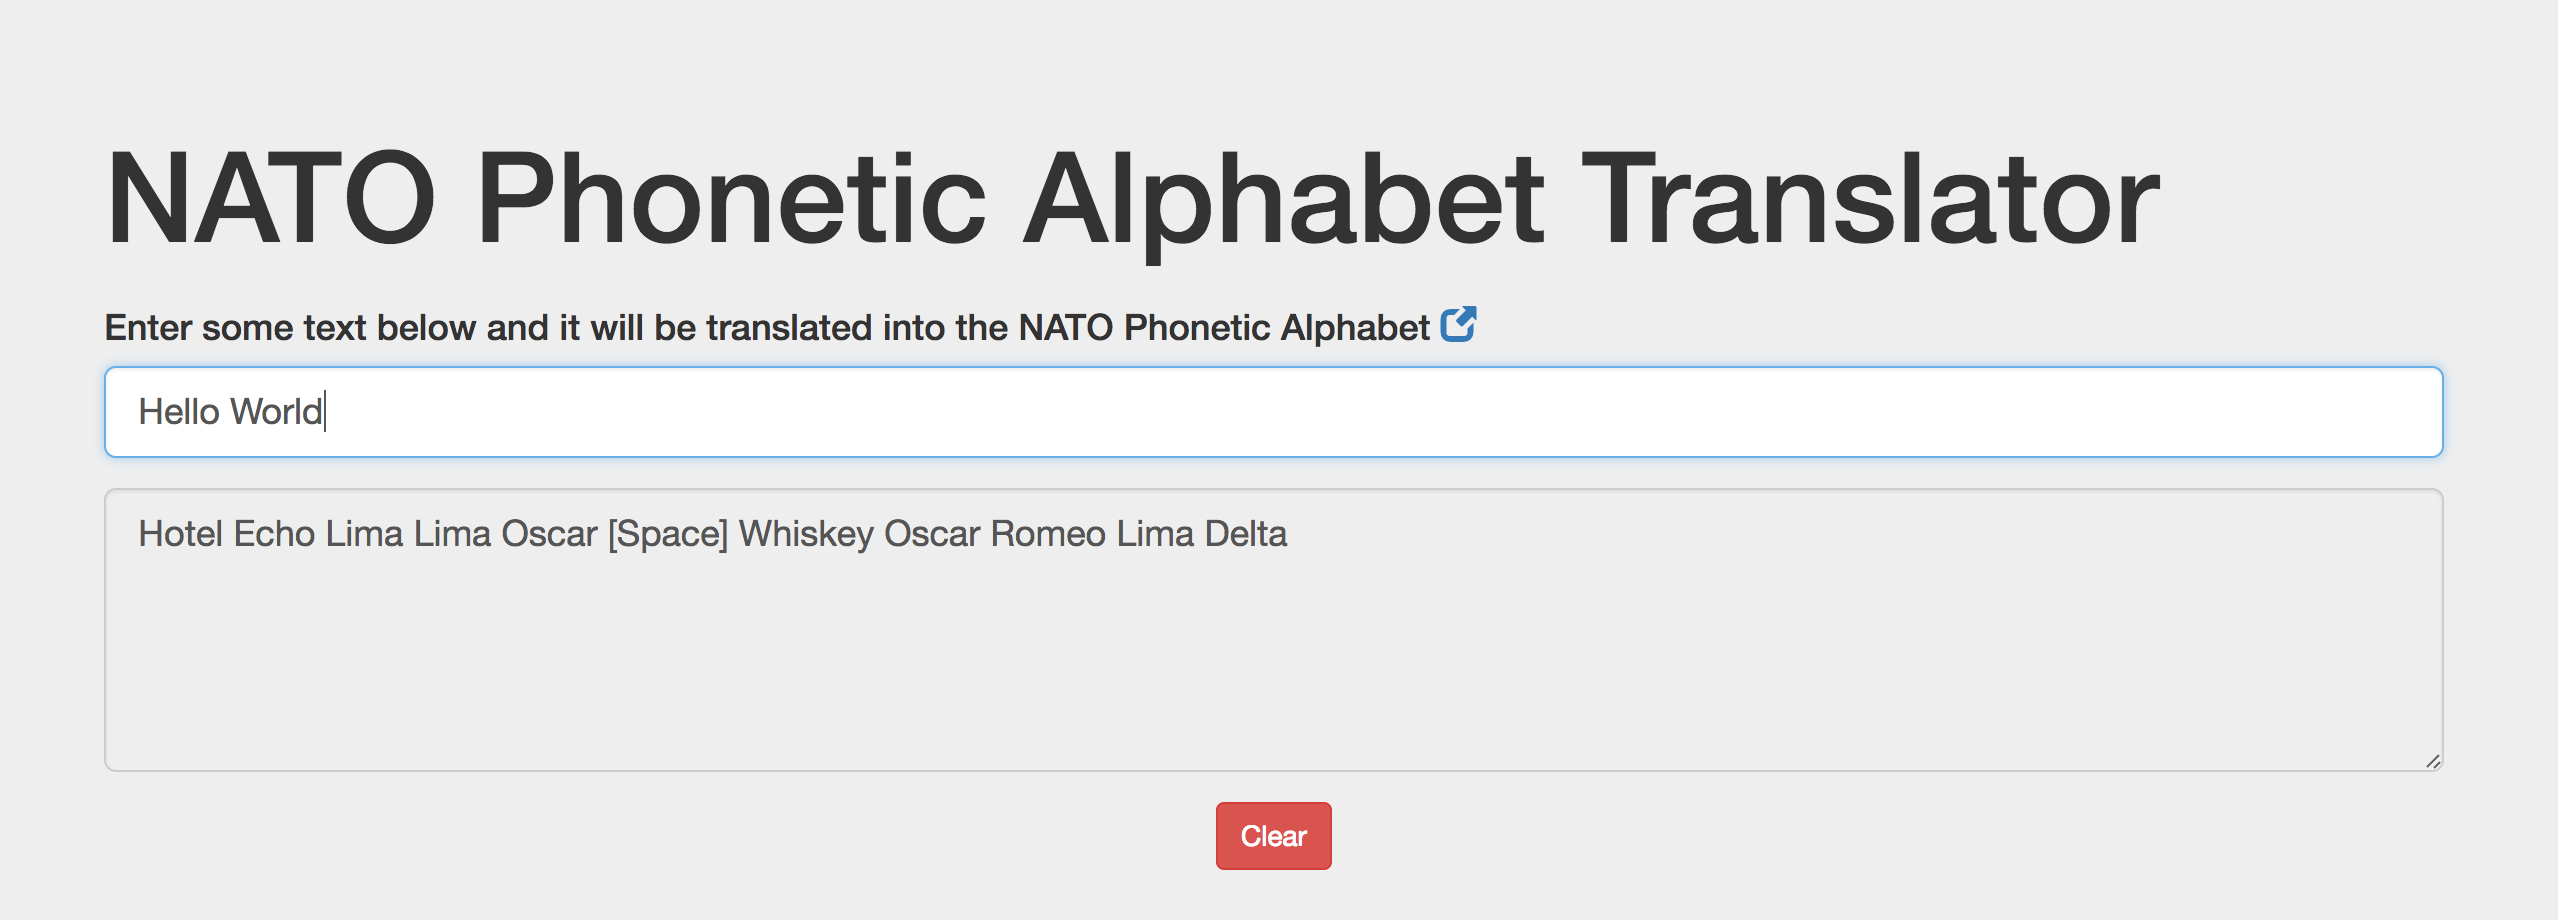 NATO Phonetic Alphabet Translator
Enter some text below and it will be translated into the NATO Phonetic Alphabet
Hello World
Hotel Echo Lima Lima Oscar [Space] Whiskey Oscar Romeo Lima Delta
Clear